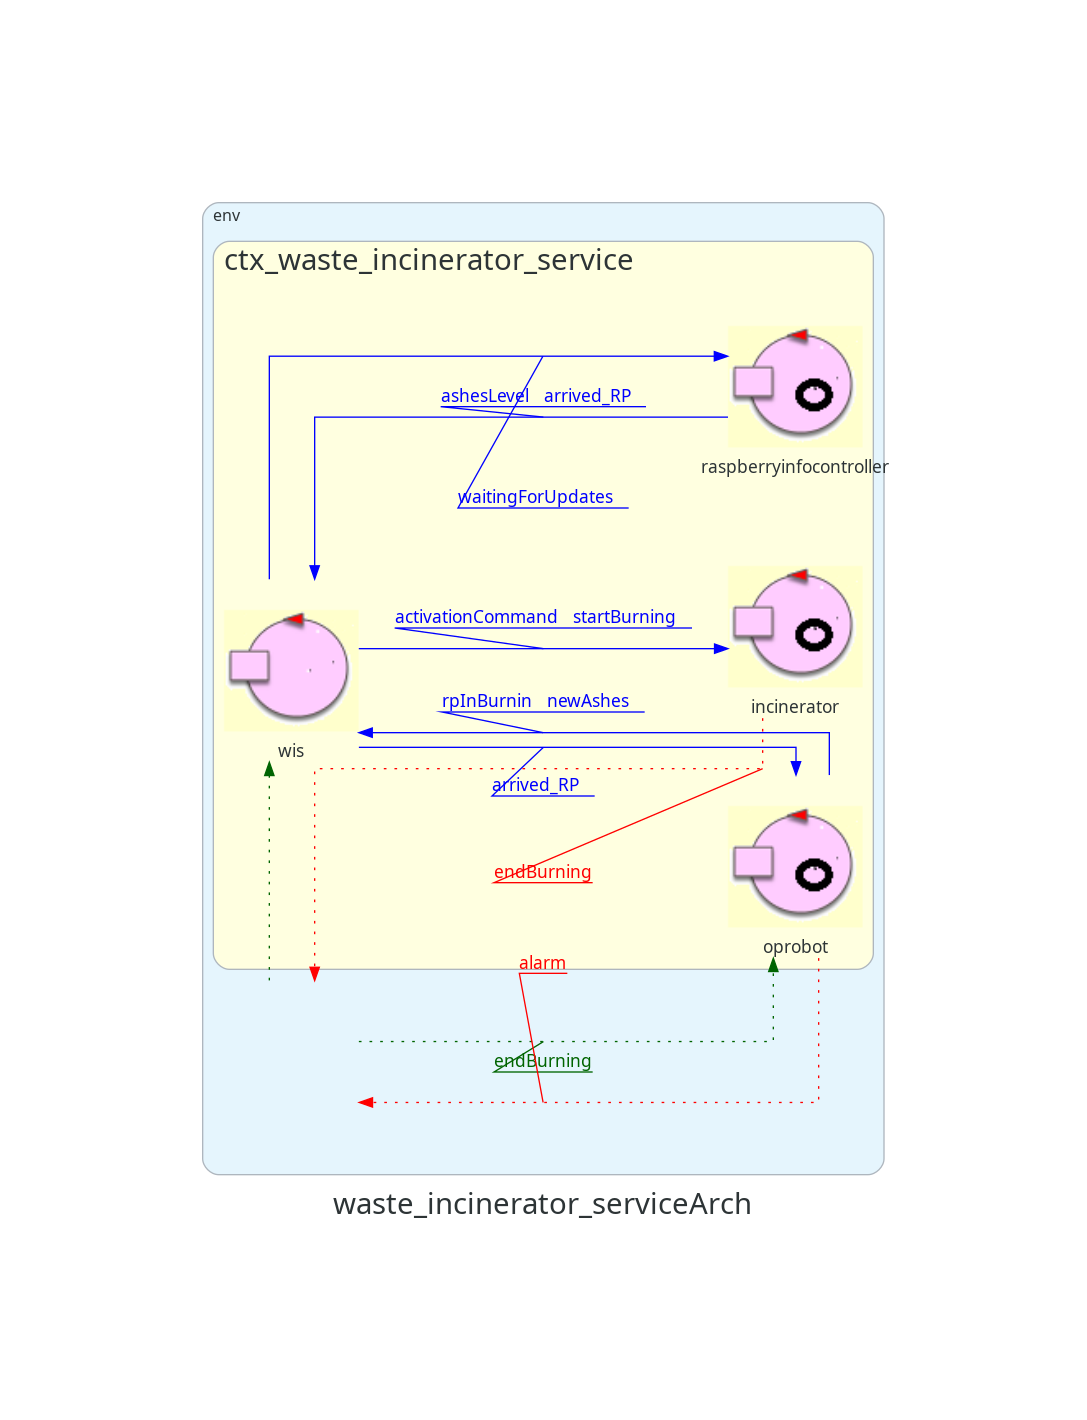 env
ctx_waste_incinerator_service
ashesLevel arrived_RP
raspberryinfocontroller
waitingForUpdates
activationCommand startBurning
rpInBurnin newAshes
incinerator
wis
arrived_RP
endBurning
oprobot
alarm
endBurning
waste_incinerator_serviceArch